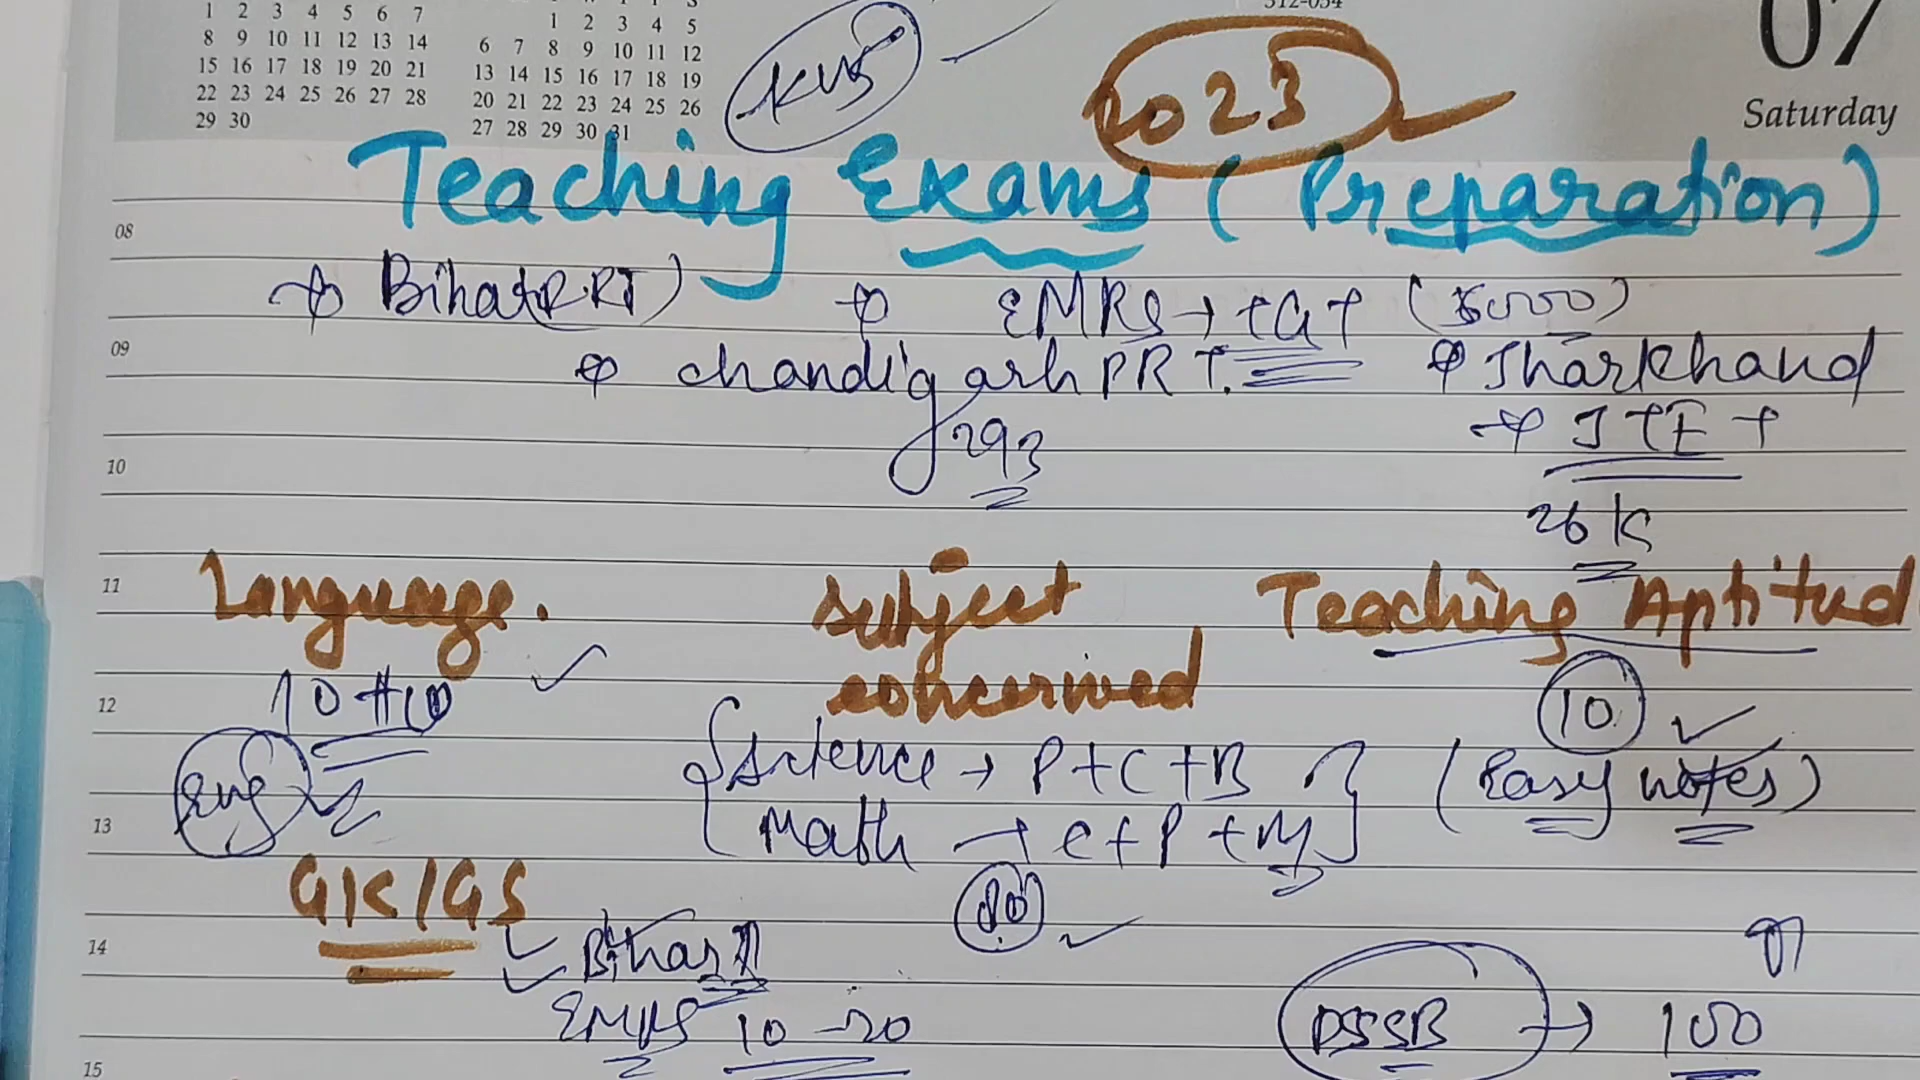 1 2 3 4 5 6 7
1 2 3 4 5
8 9 10 11 12 13 14
6 7 8 9 10 11 12
15 16 17 18 19 20 21
13 14 15 16 17 18 19
22 23 24 25 26 27 28
20 21 22 23 24 25 26
29 30
27 28 29 30 31
KVS
2023
07
Saturday
Teaching Exams (Preparation)
08
Bihar EMRS → TGT
09
Chandigarh PRT. Jharkhand
293 JTET
10
26K
11
Language. Subject Teaching Aptitud
concerined
12
10+10 10
Science → P+C+B (Easy notes)
Eng
13
Math → C+P+M
GK/GS
80
14
Bihar
EMRS 10-20
DSSSB → 100
15